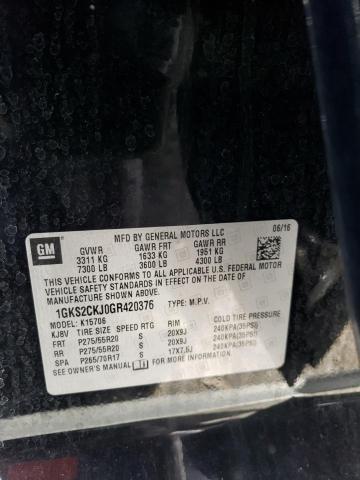 MFD BY GENERAL MOTORS LLC 06/16
GM GVWR GAWR FRT GAWR RR
3311 KG 1633 KG 1951 KG
7300 LB 3600 LB 4300 LB
THIS VEHICLE CONFORMS TO ALL APPLICABLE U.S. FEDERAL MOTOR
VEHICLE SAFETY STANDARDS IN EFFECT ON THE DATE OF
MANUFACTURE SHOWN ABOVE.
1GKS2CKJ0GR420376 TYPE: M.P.V.
MODEL: K15706
KJBV TIRE SIZE SPEED RTG RIM
FRT P275/55R20 S 20X9J 240KPA(35PSI)
RR P275/55R20 S 20X9J 240KPA(35PSI)
SPA P265/70R17 S 17X7.5J 240KPA(35PSI)
SEE OWNER'S MANUAL FOR MORE INFORMATION.